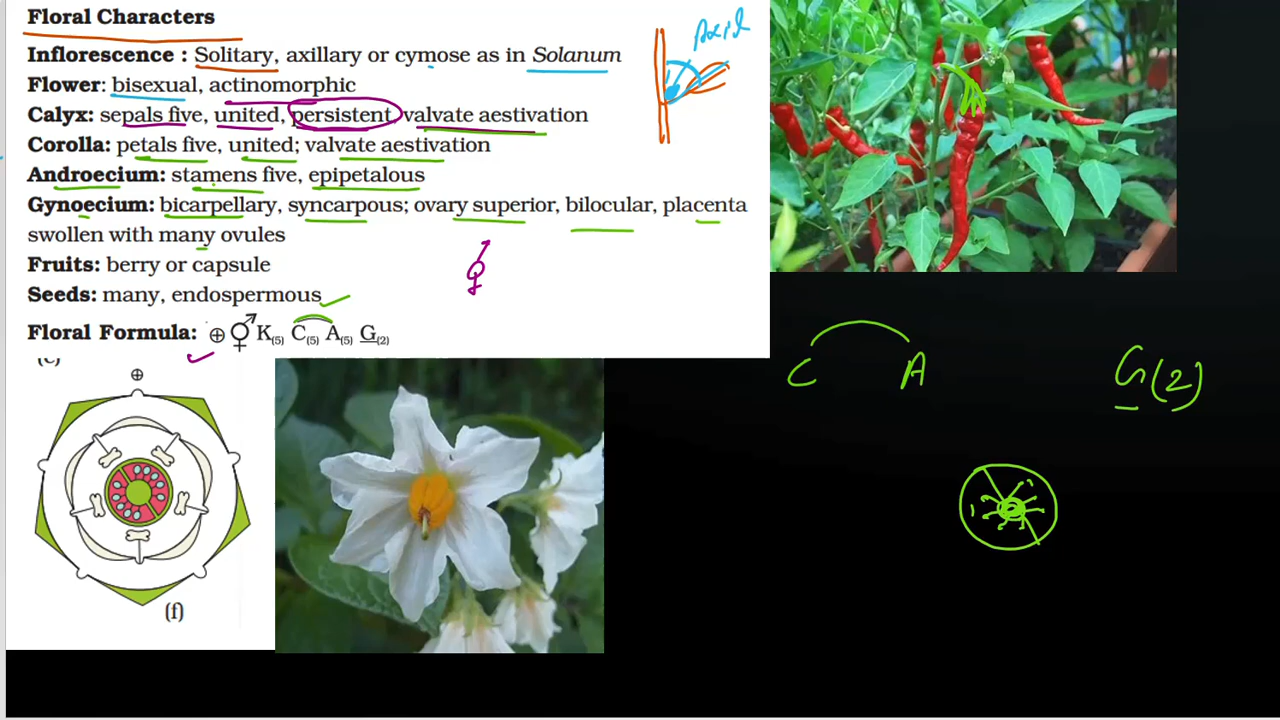 Floral Characters
Inflorescence : Solitary, axillary or cymose as in Solanum
Flower: bisexual, actinomorphic
Calyx: sepals five, united, persistent, valvate aestivation
Corolla: petals five, united; valvate aestivation
Androecium: stamens five, epipetalous
Gynoecium: bicarpellary, syncarpous; ovary superior, bilocular, placenta
swollen with many ovules
Fruits: berry or capsule
Seeds: many, endospermous
Floral Formula: ⊕ ⚥ K(5) C(5) A(5) G(2)
Axil
C A G(2)
⊕
(f)